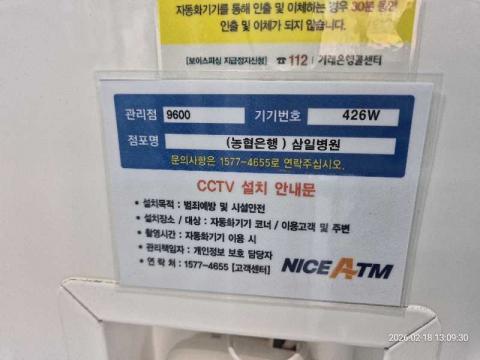 자동화기기를 통해 인출 및 이체하는 경우 30분 동안
인출 및 이체가 되지 않습니다.
[보이스피싱 지급정지신청] ☎112 / 거래은행콜센터
관리점 9600 기기번호 426W
점포명 (농협은행) 삼일병원
문의사항은 1577-4655로 연락주십시오.
CCTV 설치 안내문
• 설치목적 : 범죄예방 및 시설안전
• 설치장소 / 대상 : 자동화기기 코너 / 이용고객 및 주변
• 촬영시간 : 자동화기기 이용 시
• 관리책임자 : 개인정보 보호 담당자
• 연 락 처 : 1577-4655 [고객센터]
NICE ATM
2026-02-18 13:09:30